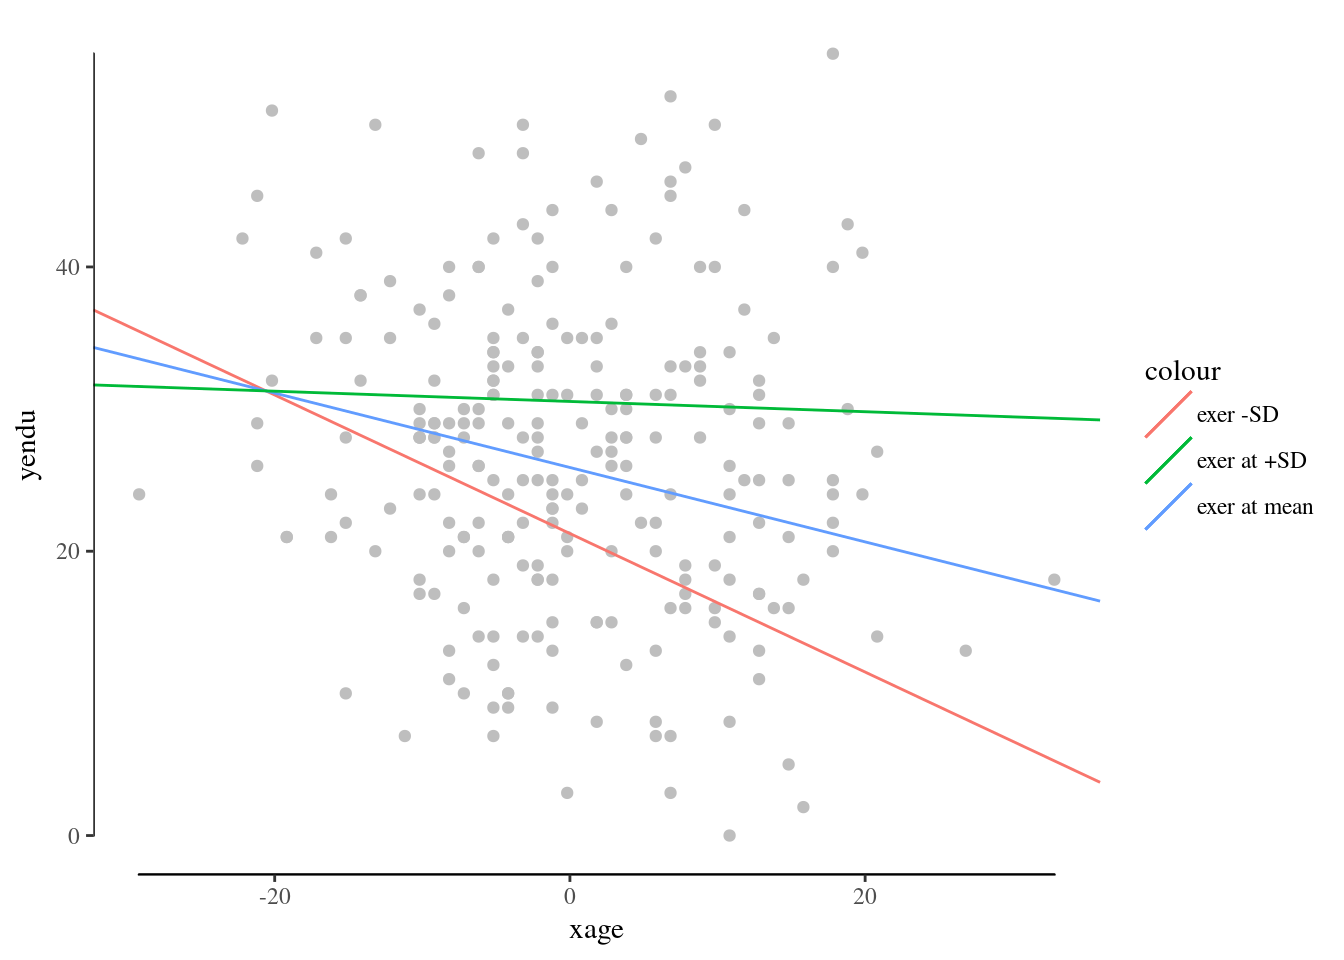 yendu
40
20
0
-20
0
20
xage
colour
exer -SD
exer at +SD
exer at mean